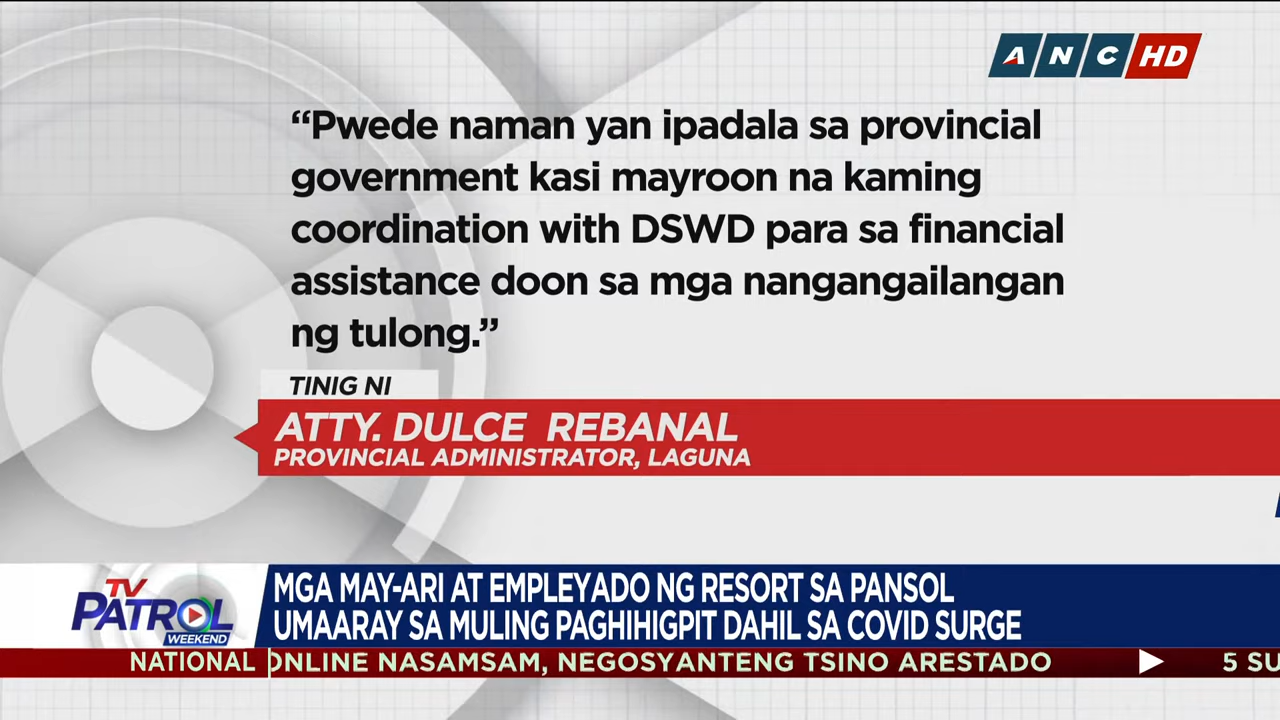 ANC HD
“Pwede naman yan ipadala sa provincial
government kasi mayroon na kaming
coordination with DSWD para sa financial
assistance doon sa mga nangangailangan
ng tulong.”
TINIG NI
ATTY. DULCE REBANAL
PROVINCIAL ADMINISTRATOR, LAGUNA
TV
PATROL
WEEKEND
MGA MAY-ARI AT EMPLEYADO NG RESORT SA PANSOL
UMAARAY SA MULING PAGHIHIGPIT DAHIL SA COVID SURGE
NATIONAL ONLINE NASAMSAM, NEGOSYANTENG TSINO ARESTADO 5 SU